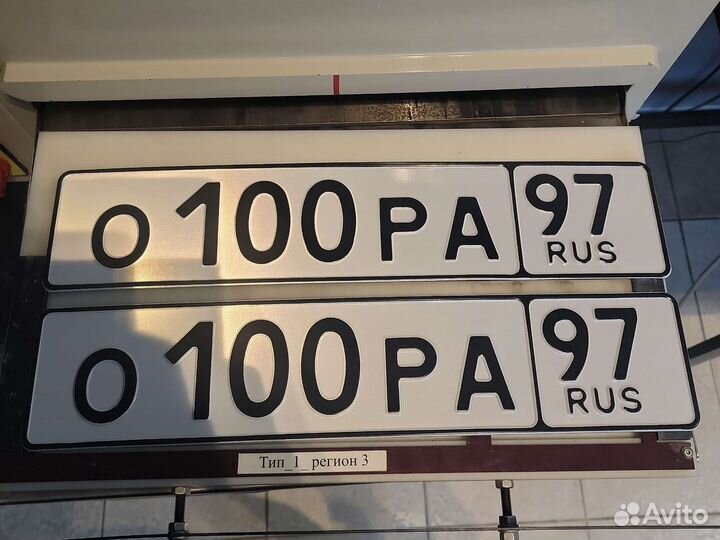 О 100 РА 97
RUS
О 100 РА 97
RUS
Тип_1_ регион 3
Avito